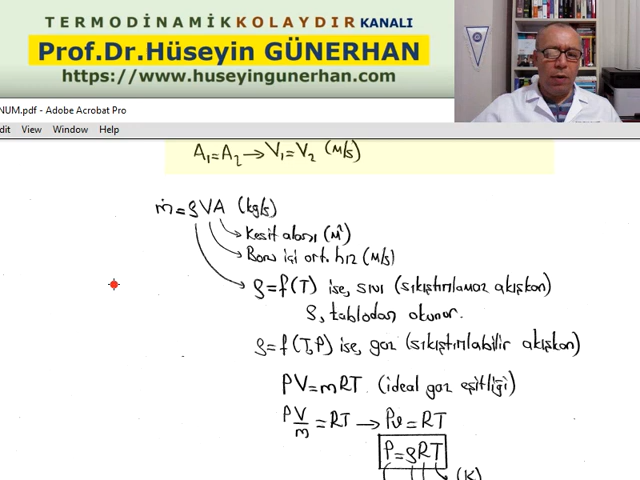 TERMODİNAMİKKOLAYDIR KANALI
Prof.Dr.Hüseyin GÜNERHAN
https://www.huseyingunerhan.com
NUM.pdf - Adobe Acrobat Pro
dit View Window Help
A₁=A₂ → V₁=V₂ (m/s)
ṁ=ρVA (kg/s)
Kesit alanı (m²)
Boru içi ort. hız (m/s)
ρ=f(T) ise, sıvı (sıkıştırılamaz akışkan)
ρ, tablodan okunur.
ρ=f(T,P) ise, gaz (sıkıştırılabilir akışkan)
PV=mRT (ideal gaz eşitliği)
PV/m=RT → Pv=RT
P=ρRT
(K)